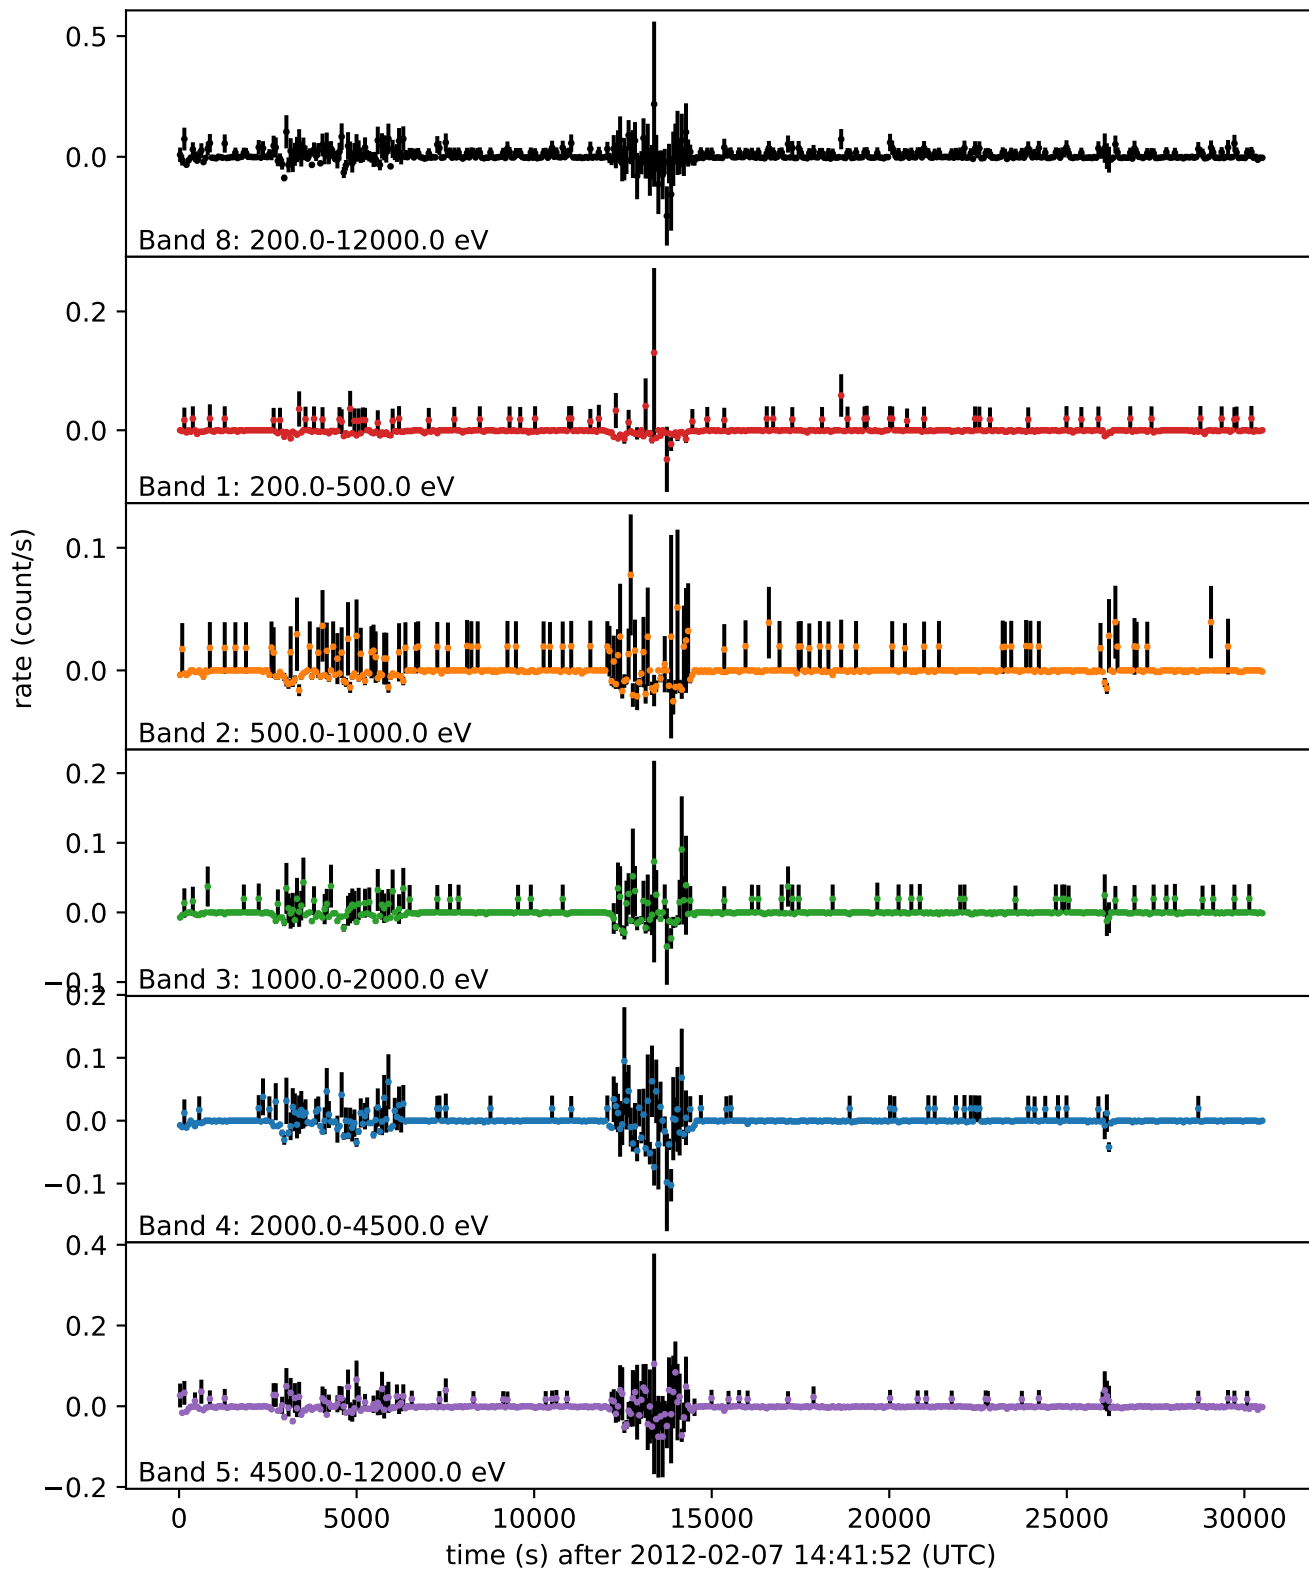 0.5
0.0
Band 8: 200.0-12000.0 eV
0.2
0.0
Band 1: 200.0-500.0 eV
rate (count/s)
0.1
0.0
Band 2: 500.0-1000.0 eV
0.2
0.1
0.0
−0.1
Band 3: 1000.0-2000.0 eV
0.2
0.1
0.0
−0.1
Band 4: 2000.0-4500.0 eV
0.4
0.2
0.0
−0.2
Band 5: 4500.0-12000.0 eV
0 5000 10000 15000 20000 25000 30000
time (s) after 2012-02-07 14:41:52 (UTC)